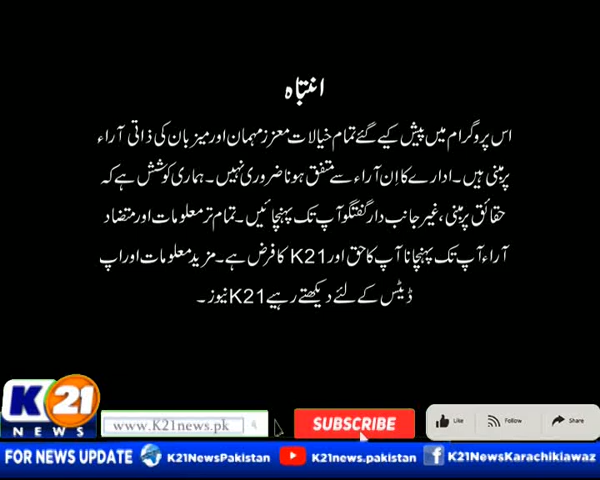 انتباہ
اس پروگرام میں پیش کیے گئے تمام خیالات معزز مہمان اور میزبان کی ذاتی آراء
پر مبنی ہیں۔ ادارے کا اِن آراء سے متفق ہونا ضروری نہیں۔ ہماری کوشش ہے کہ
حقائق پر مبنی، غیر جانب دار گفتگو آپ تک پہنچائیں۔ تمام تر معلومات اور متضاد
آراء آپ تک پہنچانا آپ کا حق اور K21 کا فرض ہے۔ مزید معلومات اور اپ
ڈیٹس کے لئے دیکھتے رہیے K21 نیوز۔
K21
NEWS
www.K21news.pk
SUBSCRIBE
Like
Follow
Share
FOR NEWS UPDATE
K21NewsPakistan
K21news.pakistan
K21NewsKarachikiawaz